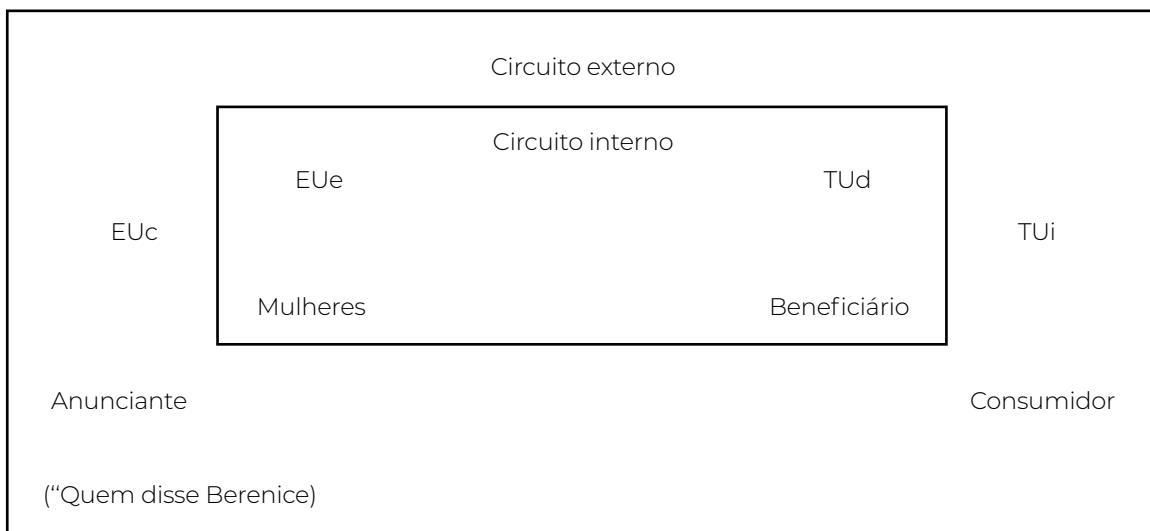 Circuito externo
Circuito interno
EUe TUd
EUc TUi
Mulheres Beneficiário
Anunciante Consumidor
(“Quem disse Berenice)